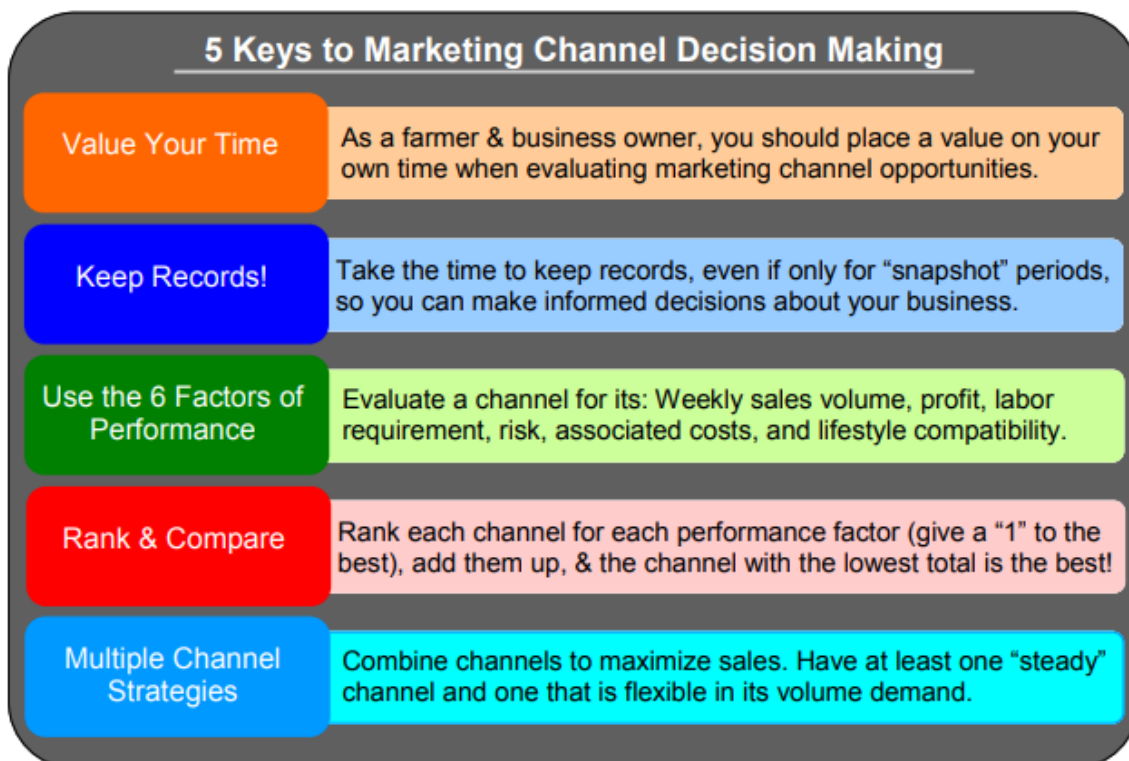 5 Keys to Marketing Channel Decision Making
Value Your Time
As a farmer & business owner, you should place a value on your
own time when evaluating marketing channel opportunities.
Keep Records!
Take the time to keep records, even if only for “snapshot” periods,
so you can make informed decisions about your business.
Use the 6 Factors of
Performance
Evaluate a channel for its: Weekly sales volume, profit, labor
requirement, risk, associated costs, and lifestyle compatibility.
Rank & Compare
Rank each channel for each performance factor (give a “1” to the
best), add them up, & the channel with the lowest total is the best!
Multiple Channel
Strategies
Combine channels to maximize sales. Have at least one “steady”
channel and one that is flexible in its volume demand.